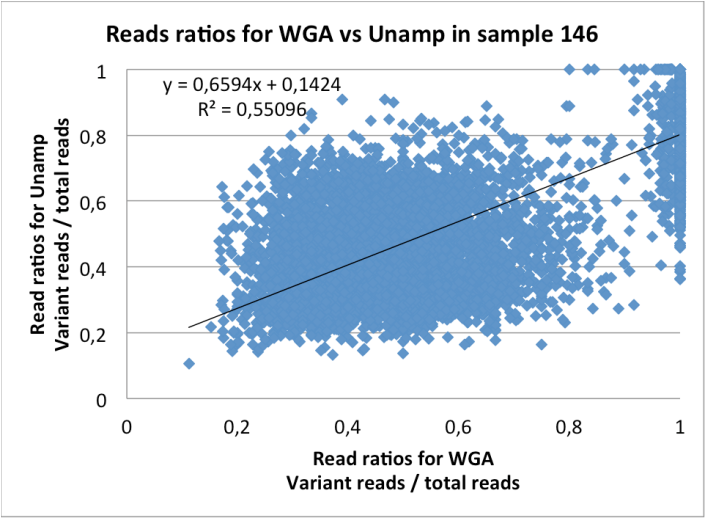 Reads ratios for WGA vs Unamp in sample 146
y = 0,6594x + 0,1424
R² = 0,55096
Read ratios for Unamp
Variant reads / total reads
1
0,8
0,6
0,4
0,2
0
0
0,2
0,4
0,6
0,8
1
Read ratios for WGA
Variant reads / total reads